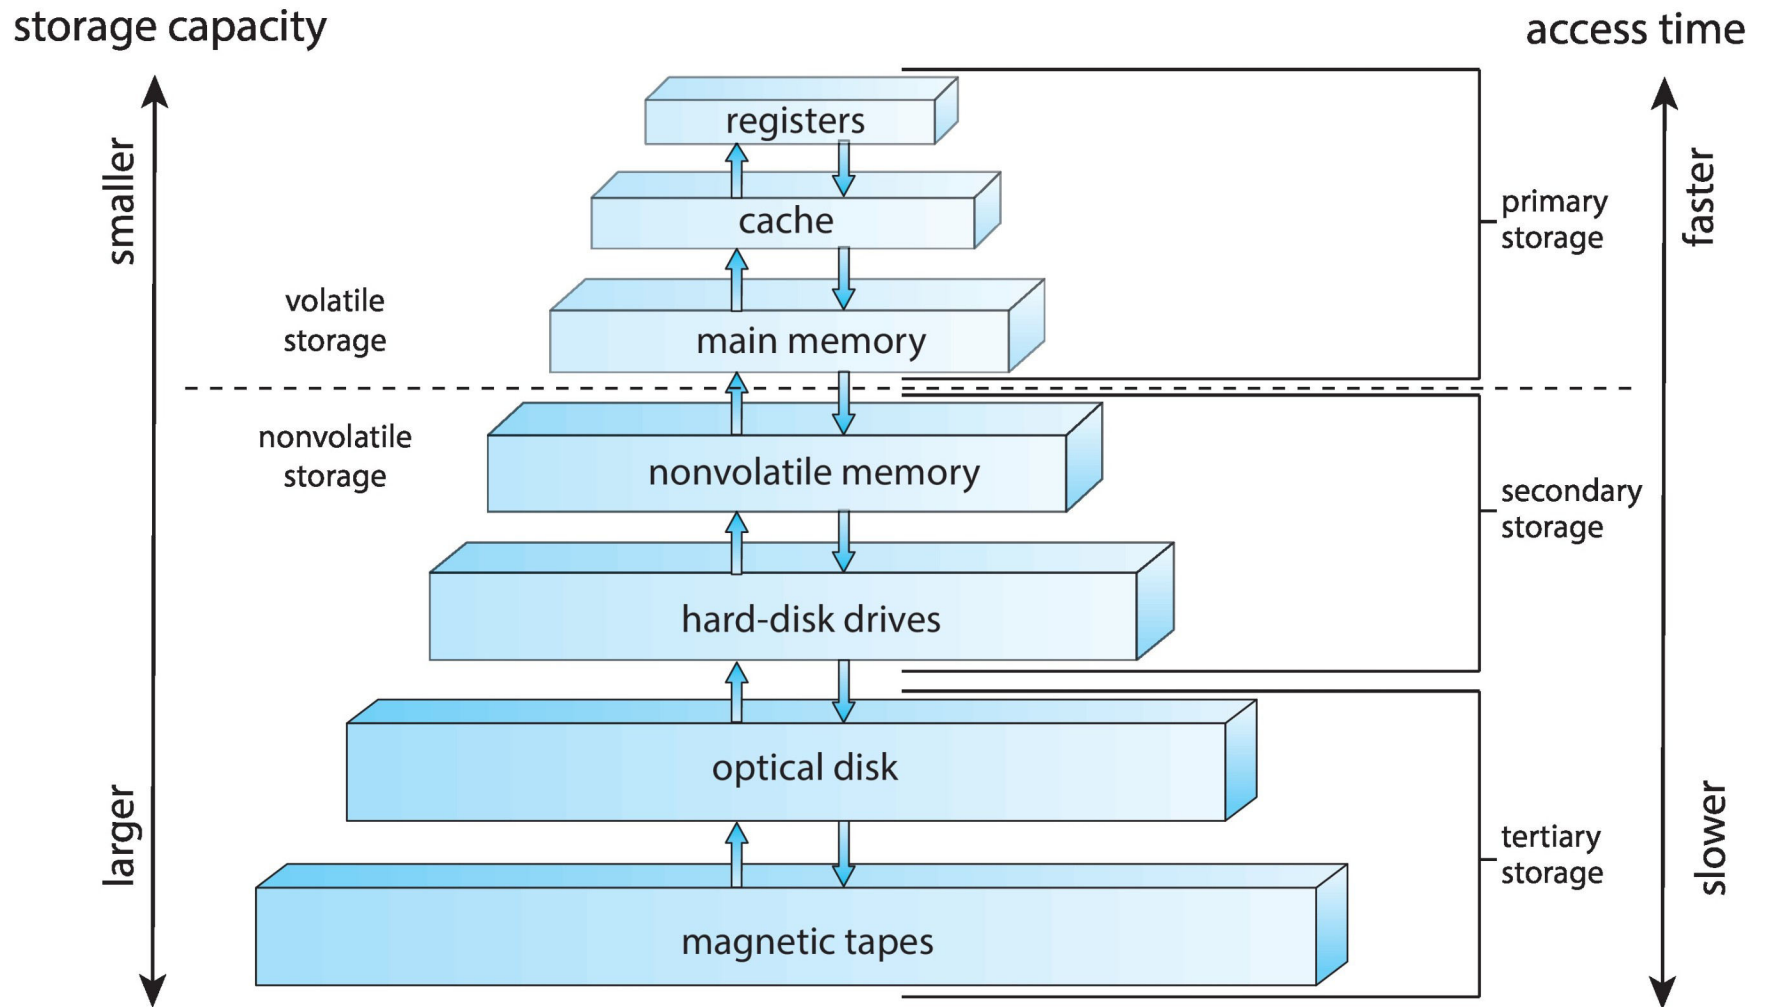 storage capacity
access time
smaller
larger
faster
slower
registers
cache
main memory
volatile
storage
nonvolatile
storage
nonvolatile memory
hard-disk drives
optical disk
magnetic tapes
primary
storage
secondary
storage
tertiary
storage